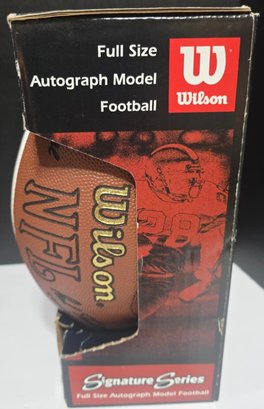 Full Size
Autograph Model
Football
W
Wilson
Wilson
NFL
Signature Series
Full Size Autograph Model Football